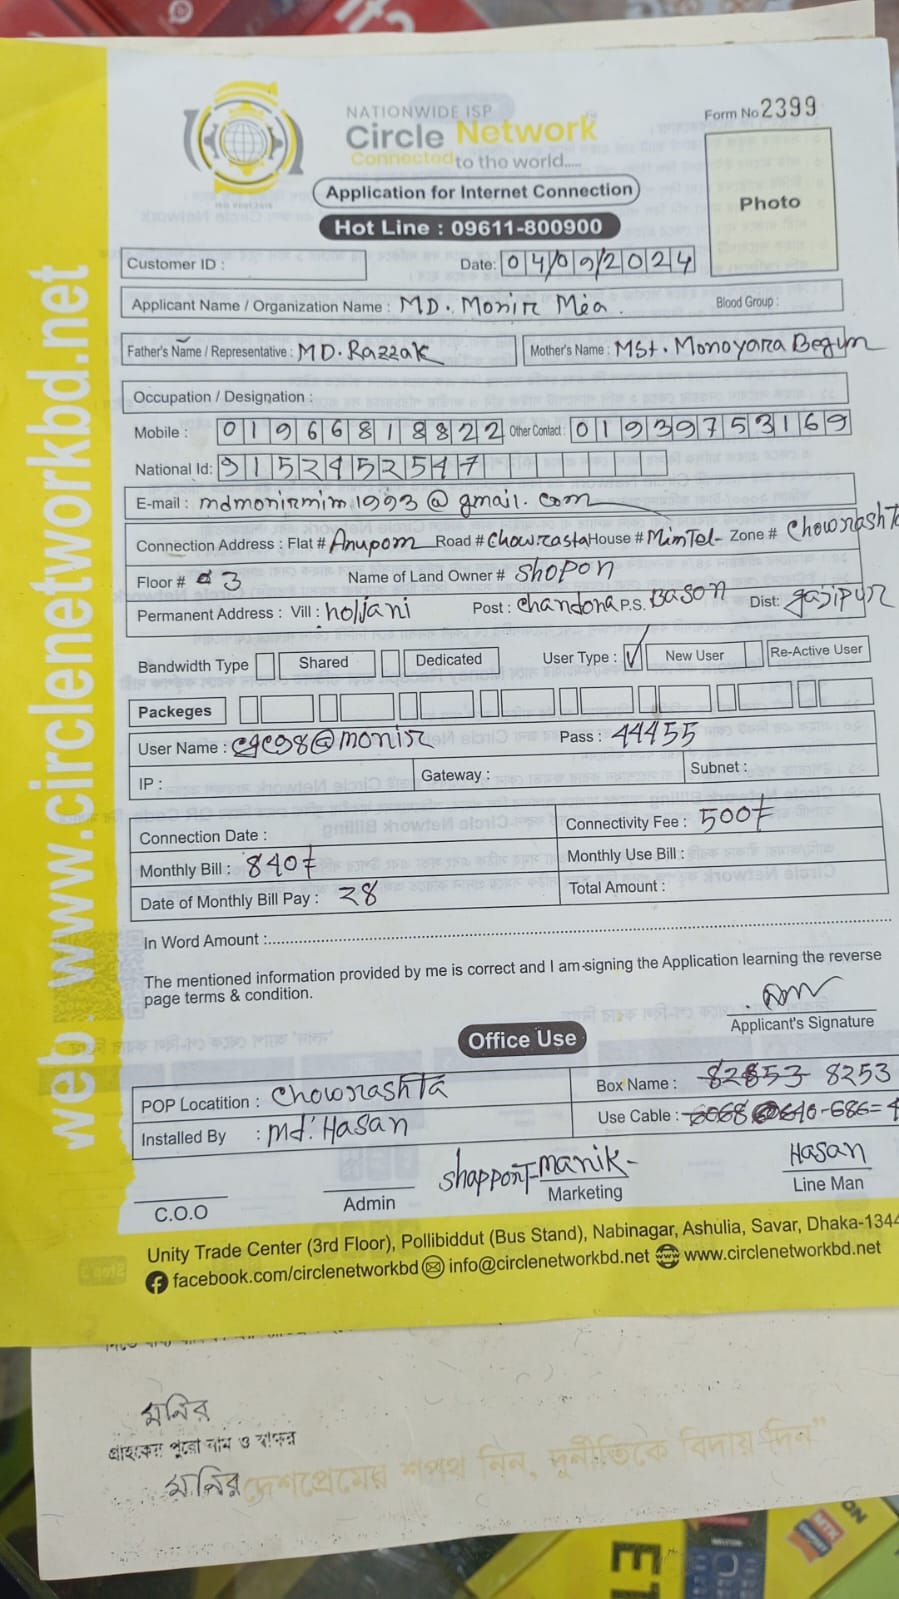 NATIONWIDE ISP
Circle Network
Connected to the world.....
Form No 2399
Photo
Application for Internet Connection
Hot Line : 09611-800900
Customer ID :
Date: 04/09/2024
Applicant Name / Organization Name : MD. Monir Mia. Blood Group :
Father's Name / Representative : MD. Razzak Mother's Name : MSt. Monoyara Begum
Occupation / Designation :
Mobile : 01966818822 Other Contact : 01939753169
National Id: 9152452547
E-mail : mdmonirmim1993@gmail.com
Connection Address : Flat # Anupom Road # Chowrasta House # MimTel- Zone # Chowrashta
Floor # 3 Name of Land Owner # Shopon
Permanent Address : Vill : noljani Post : Chandona P.S. Bason Dist: gajipur
Bandwidth Type Shared Dedicated User Type : ✓ New User Re-Active User
Packeges
User Name : @monir Pass : 44455
IP : Gateway : Subnet :
Connection Date : Connectivity Fee : 500৳
Monthly Bill : 840৳ Monthly Use Bill :
Date of Monthly Bill Pay : 28 Total Amount :
In Word Amount :
The mentioned information provided by me is correct and I am signing the Application learning the reverse
page terms & condition.
Applicant's Signature
Office Use
POP Locatition : Chowrashta Box Name : 82853 8253
Installed By : Md: Hasan Use Cable : 640-686=4
Shappon-Manik- Hasan
C.O.O Admin Marketing Line Man
Unity Trade Center (3rd Floor), Pollibiddut (Bus Stand), Nabinagar, Ashulia, Savar, Dhaka-1344
facebook.com/circlenetworkbd info@circlenetworkbd.net www.circlenetworkbd.net
web : www.circlenetworkbd.net
মনির
গ্রাহকের পুরো নাম ও স্বাক্ষর
মনির দেশপ্রেমের শপথ নিন, দুর্নীতিকে বিদায় দিন”